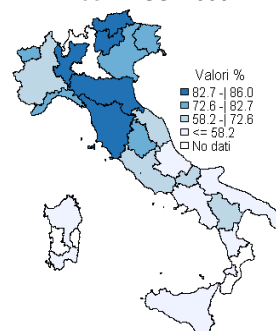 Valori %
82.7 -| 86.0
72.6 -| 82.7
58.2 -| 72.6
<= 58.2
No dati